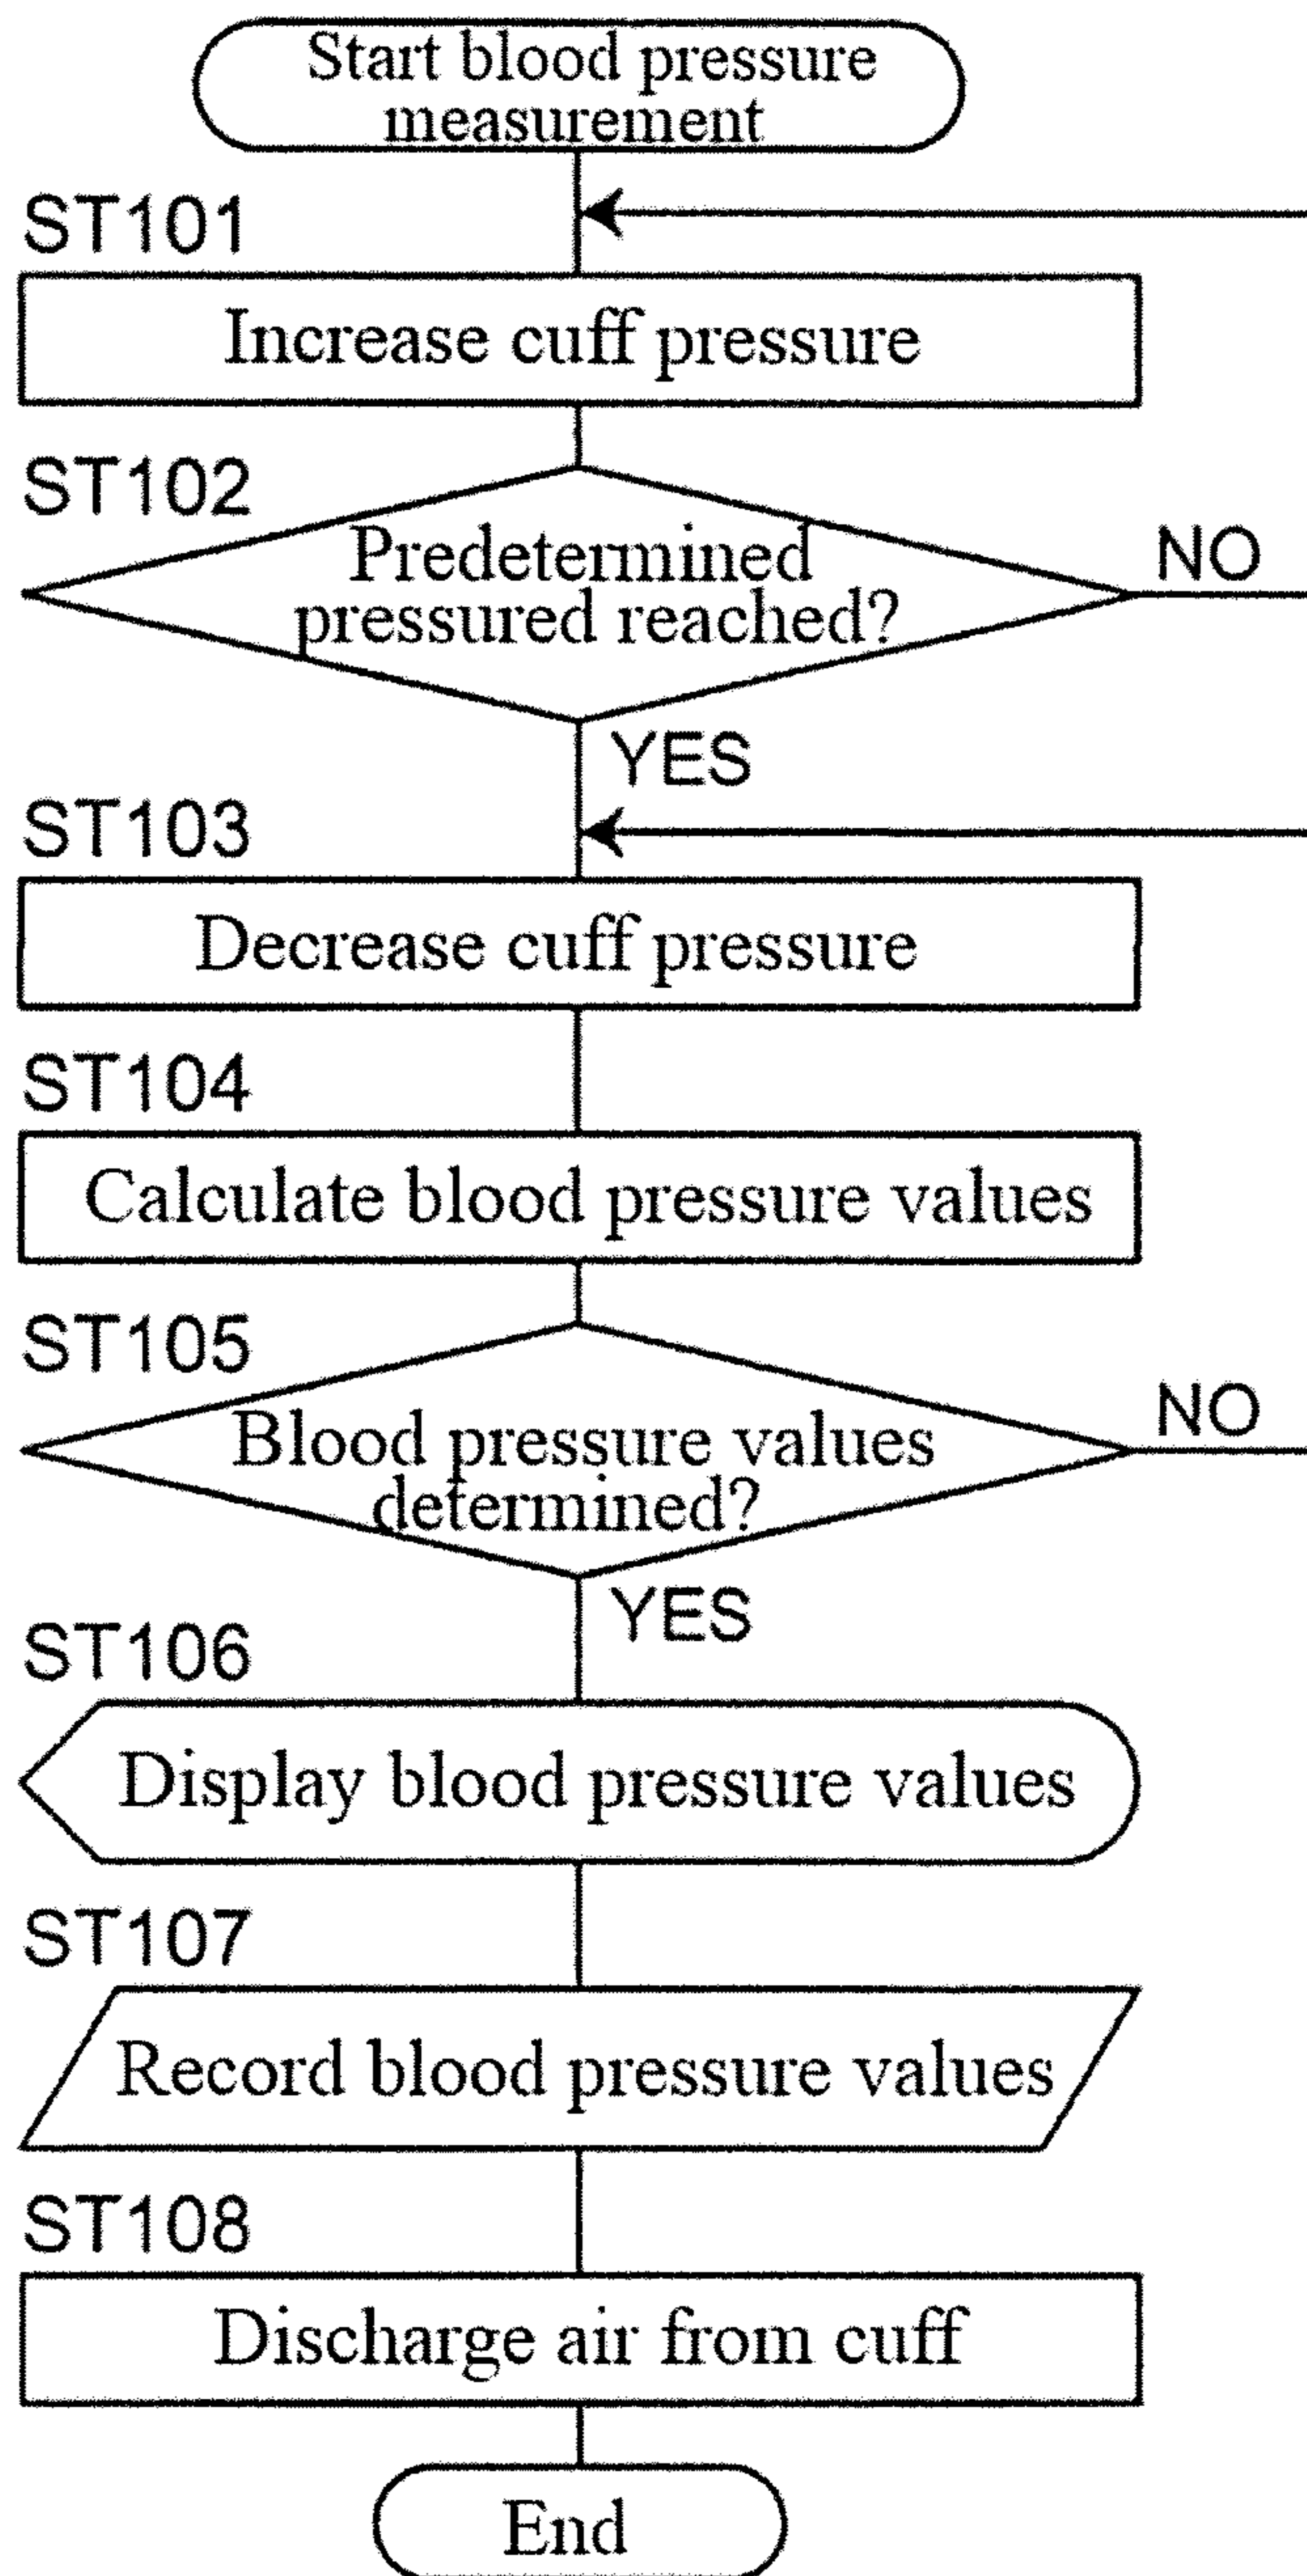 Start blood pressure
measurement
ST101
Increase cuff pressure
ST102
Predetermined
pressured reached?
NO
YES
ST103
Decrease cuff pressure
ST104
Calculate blood pressure values
ST105
Blood pressure values
determined?
NO
YES
ST106
Display blood pressure values
ST107
Record blood pressure values
ST108
Discharge air from cuff
End